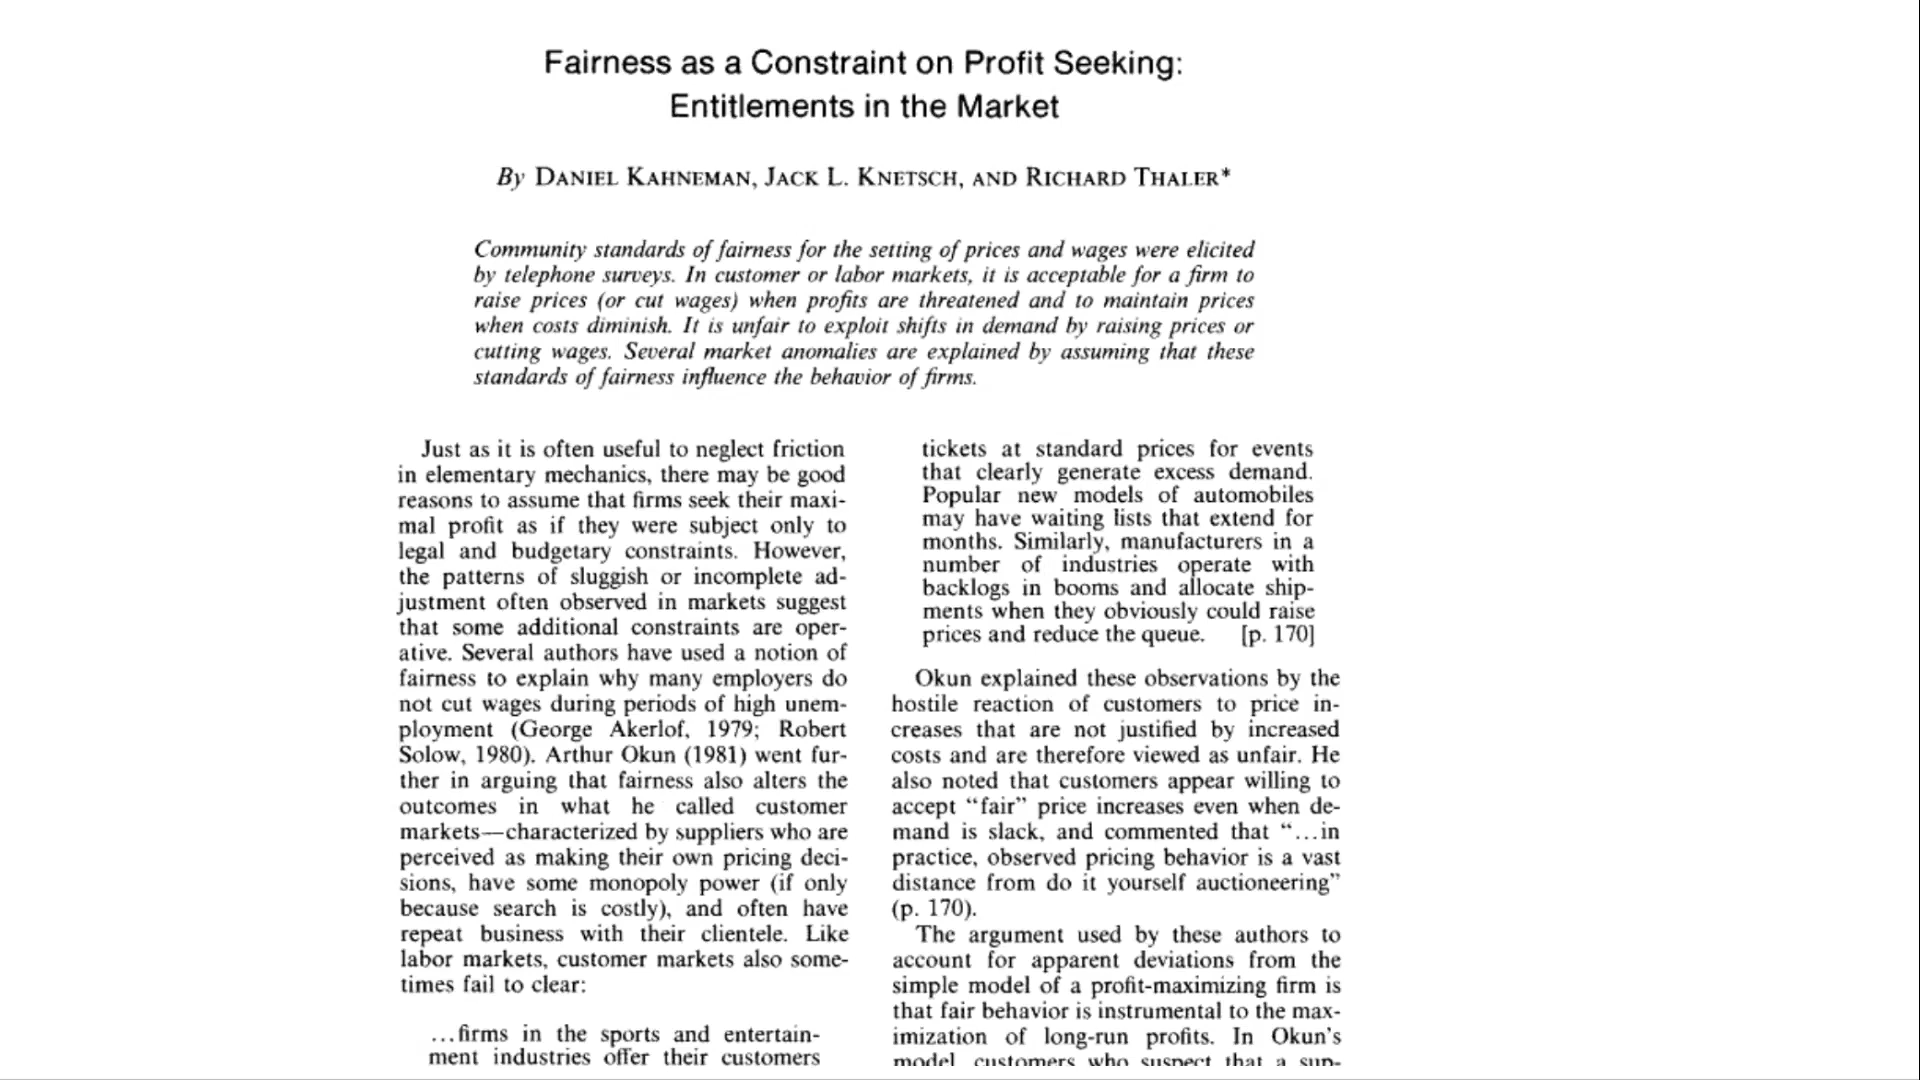 Fairness as a Constraint on Profit Seeking:
Entitlements in the Market
By DANIEL KAHNEMAN, JACK L. KNETSCH, AND RICHARD THALER*
Community standards of fairness for the setting of prices and wages were elicited
by telephone surveys. In customer or labor markets, it is acceptable for a firm to
raise prices (or cut wages) when profits are threatened and to maintain prices
when costs diminish. It is unfair to exploit shifts in demand by raising prices or
cutting wages. Several market anomalies are explained by assuming that these
standards of fairness influence the behavior of firms.
Just as it is often useful to neglect friction
in elementary mechanics, there may be good
reasons to assume that firms seek their maxi-
mal profit as if they were subject only to
legal and budgetary constraints. However,
the patterns of sluggish or incomplete ad-
justment often observed in markets suggest
that some additional constraints are oper-
ative. Several authors have used a notion of
fairness to explain why many employers do
not cut wages during periods of high unem-
ployment (George Akerlof, 1979; Robert
Solow, 1980). Arthur Okun (1981) went fur-
ther in arguing that fairness also alters the
outcomes in what he called customer
markets—characterized by suppliers who are
perceived as making their own pricing deci-
sions, have some monopoly power (if only
because search is costly), and often have
repeat business with their clientele. Like
labor markets, customer markets also some-
times fail to clear:
...firms in the sports and entertain-
ment industries offer their customers
tickets at standard prices for events
that clearly generate excess demand.
Popular new models of automobiles
may have waiting lists that extend for
months. Similarly, manufacturers in a
number of industries operate with
backlogs in booms and allocate ship-
ments when they obviously could raise
prices and reduce the queue. [p. 170]
Okun explained these observations by the
hostile reaction of customers to price in-
creases that are not justified by increased
costs and are therefore viewed as unfair. He
also noted that customers appear willing to
accept “fair” price increases even when de-
mand is slack, and commented that “...in
practice, observed pricing behavior is a vast
distance from do it yourself auctioneering”
(p. 170).
The argument used by these authors to
account for apparent deviations from the
simple model of a profit-maximizing firm is
that fair behavior is instrumental to the max-
imization of long-run profits. In Okun's
model, customers who suspect that a sup-